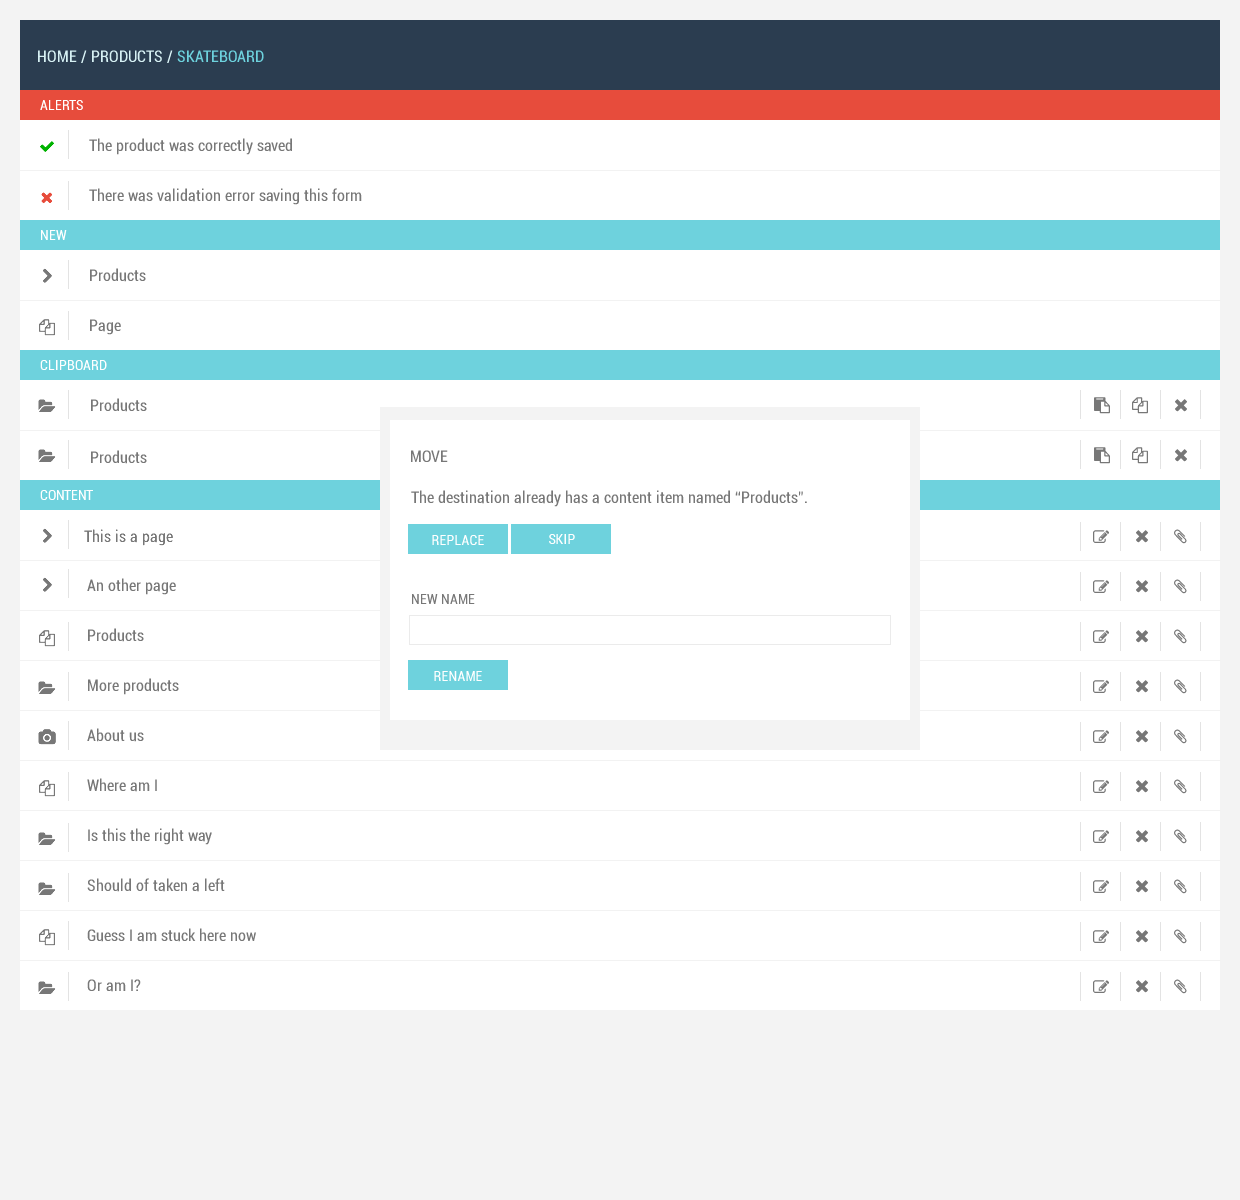 HOME / PRODUCTS / SKATEBOARD
ALERTS
The product was correctly saved
There was validation error saving this form
NEW
Products
Page
CLIPBOARD
Products
Products
MOVE
The destination already has a content item named “Products”.
REPLACE SKIP
NEW NAME
RENAME
CONTENT
This is a page
An other page
Products
More products
About us
Where am I
Is this the right way
Should of taken a left
Guess I am stuck here now
Or am I?